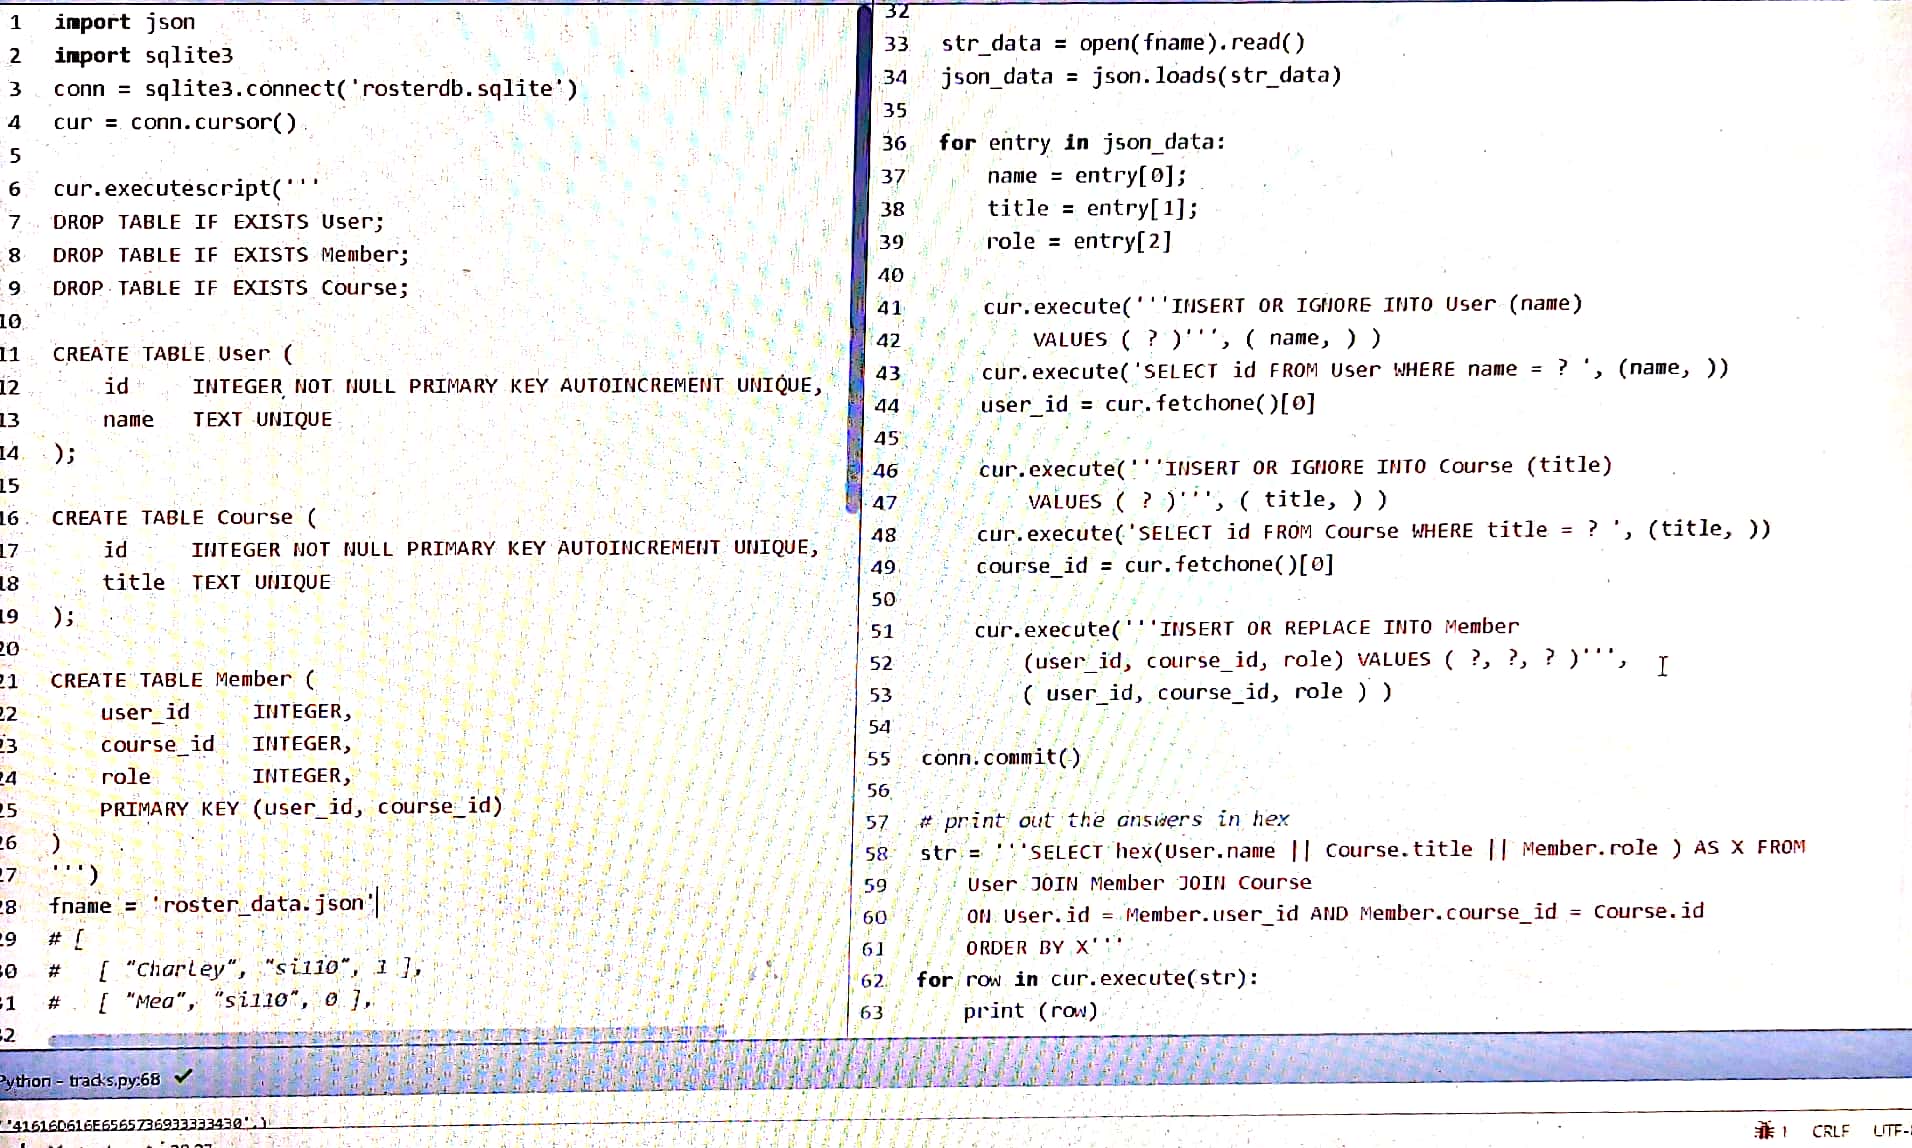 1 import json
2 import sqlite3
3 conn = sqlite3.connect('rosterdb.sqlite')
4 cur = conn.cursor()
5
6 cur.executescript('''
7 DROP TABLE IF EXISTS User;
8 DROP TABLE IF EXISTS Member;
9 DROP TABLE IF EXISTS Course;
10
11 CREATE TABLE User (
12 id INTEGER NOT NULL PRIMARY KEY AUTOINCREMENT UNIQUE,
13 name TEXT UNIQUE
14 );
15
16 CREATE TABLE Course (
17 id INTEGER NOT NULL PRIMARY KEY AUTOINCREMENT UNIQUE,
18 title TEXT UNIQUE
19 );
20
21 CREATE TABLE Member (
22 user_id INTEGER,
23 course_id INTEGER,
24 role INTEGER,
25 PRIMARY KEY (user_id, course_id)
26 )
27 ''')
28 fname = 'roster_data.json'
29 # [
30 # [ "Charley", "si110", 1 ],
31 # [ "Mea", "si110", 0 ],
32
32
33 str_data = open(fname).read()
34 json_data = json.loads(str_data)
35
36 for entry in json_data:
37 name = entry[0];
38 title = entry[1];
39 role = entry[2]
40
41 cur.execute('''INSERT OR IGNORE INTO User (name)
42 VALUES ( ? )''', ( name, ) )
43 cur.execute('SELECT id FROM User WHERE name = ? ', (name, ))
44 user_id = cur.fetchone()[0]
45
46 cur.execute('''INSERT OR IGNORE INTO Course (title)
47 VALUES ( ? )''', ( title, ) )
48 cur.execute('SELECT id FROM Course WHERE title = ? ', (title, ))
49 course_id = cur.fetchone()[0]
50
51 cur.execute('''INSERT OR REPLACE INTO Member
52 (user_id, course_id, role) VALUES ( ?, ?, ? )''',
53 ( user_id, course_id, role ) )
54
55 conn.commit()
56
57 # print out the answers in hex
58 str = '''SELECT hex(User.name || Course.title || Member.role ) AS X FROM
59 User JOIN Member JOIN Course
60 ON User.id = Member.user_id AND Member.course_id = Course.id
61 ORDER BY X'''
62 for row in cur.execute(str):
63 print (row)
Python - tracks.py:68
'41616D616E6565736933333430',)
1 CRLF UTF-